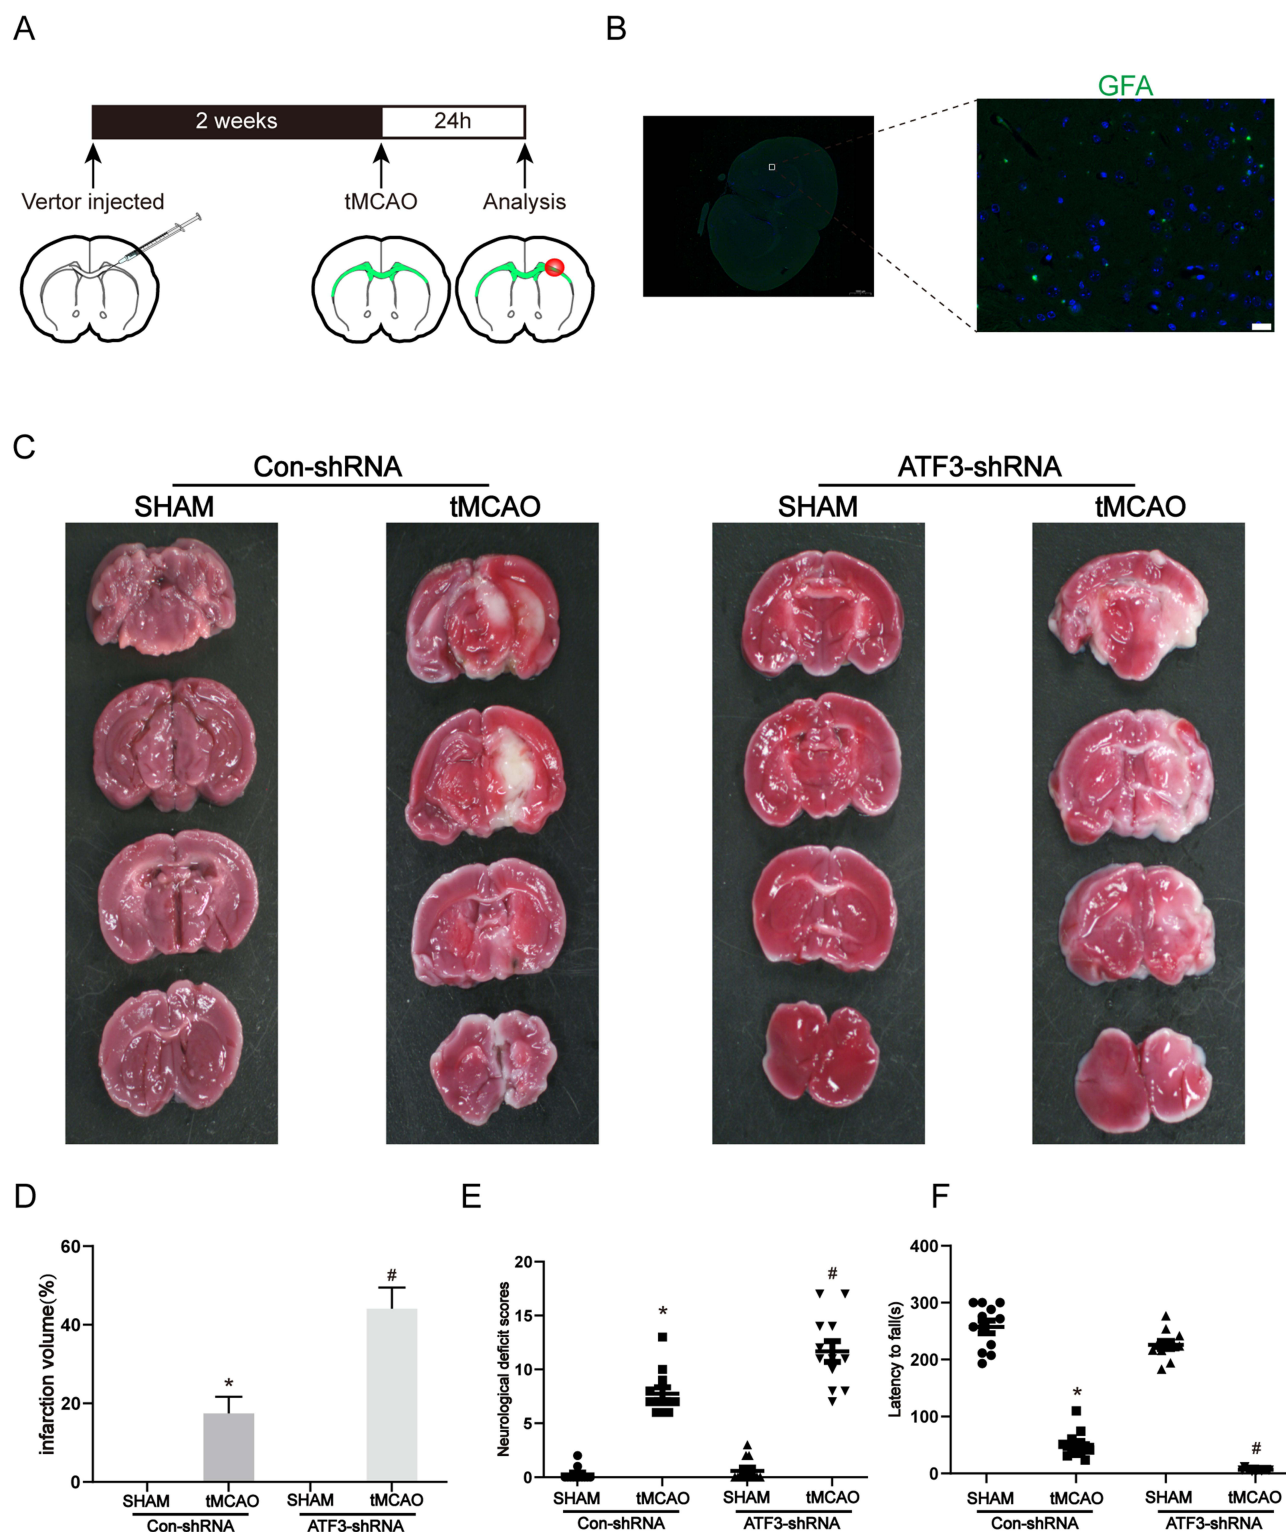 A
2 weeks 24h
Vertor injected tMCAO Analysis
B
GFA
C
Con-shRNA ATF3-shRNA
SHAM tMCAO SHAM tMCAO
D
infarction volume(%)
60
40
20
0
*
#
SHAM tMCAO SHAM tMCAO
Con-shRNA ATF3-shRNA
E
Neurological deficit scores
20
15
10
5
0
*
#
SHAM tMCAO SHAM tMCAO
Con-shRNA ATF3-shRNA
F
Latency to fall(s)
400
300
200
100
0
*
#
SHAM tMCAO SHAM tMCAO
Con-shRNA ATF3-shRNA